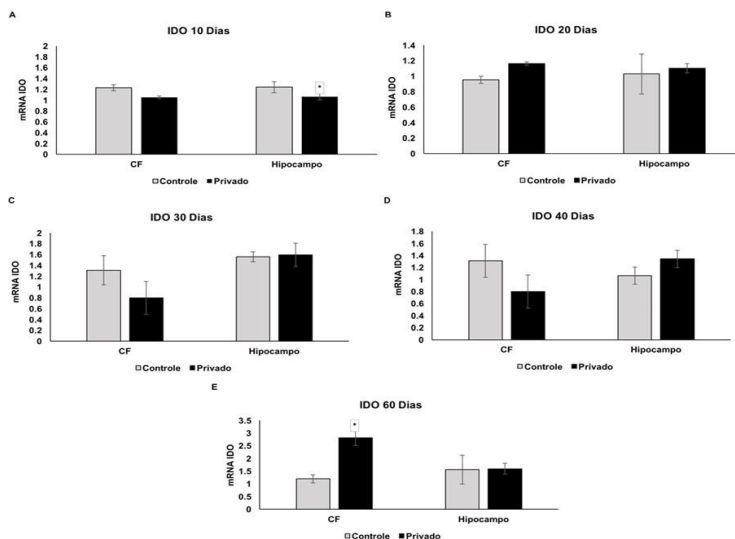 A
IDO 10 Dias
mRNA IDO
2
1.8
1.6
1.4
1.2
1
0.8
0.6
0.4
0.2
0
*
CF
Hipocampo
Controle Privado
B
IDO 20 Dias
mRNA IDO
1.4
1.2
1
0.8
0.6
0.4
0.2
0
CF
Hipocampo
Controle Privado
C
IDO 30 Dias
mRNA IDO
2
1.8
1.6
1.4
1.2
1
0.8
0.6
0.4
0.2
0
CF
Hipocampo
Controle Privado
D
IDO 40 Dias
mRNA IDO
1.8
1.6
1.4
1.2
1
0.8
0.6
0.4
0.2
0
CF
Hipocampo
Controle Privado
E
IDO 60 Dias
mRNA IDO
3.5
3
2.5
2
1.5
1
0.5
0
*
CF
Hipocampo
Controle Privado